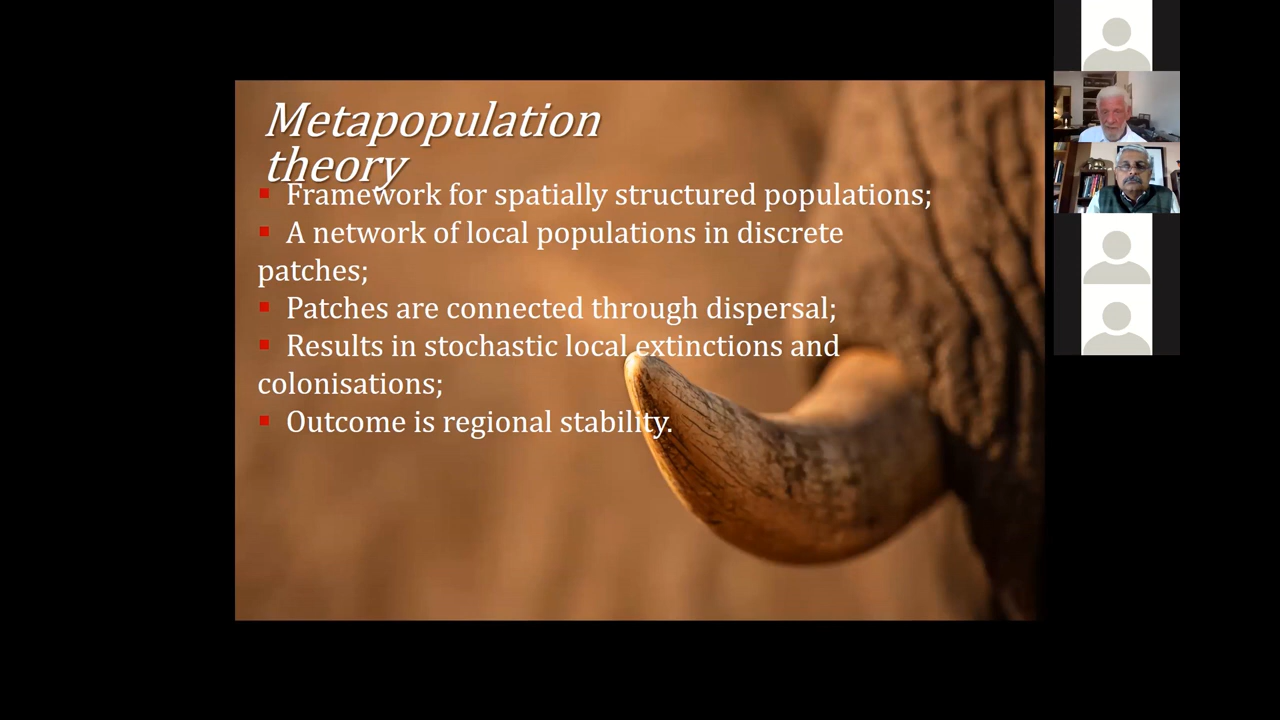 Metapopulation
theory
Framework for spatially structured populations;
A network of local populations in discrete
patches;
Patches are connected through dispersal;
Results in stochastic local extinctions and
colonisations;
Outcome is regional stability.